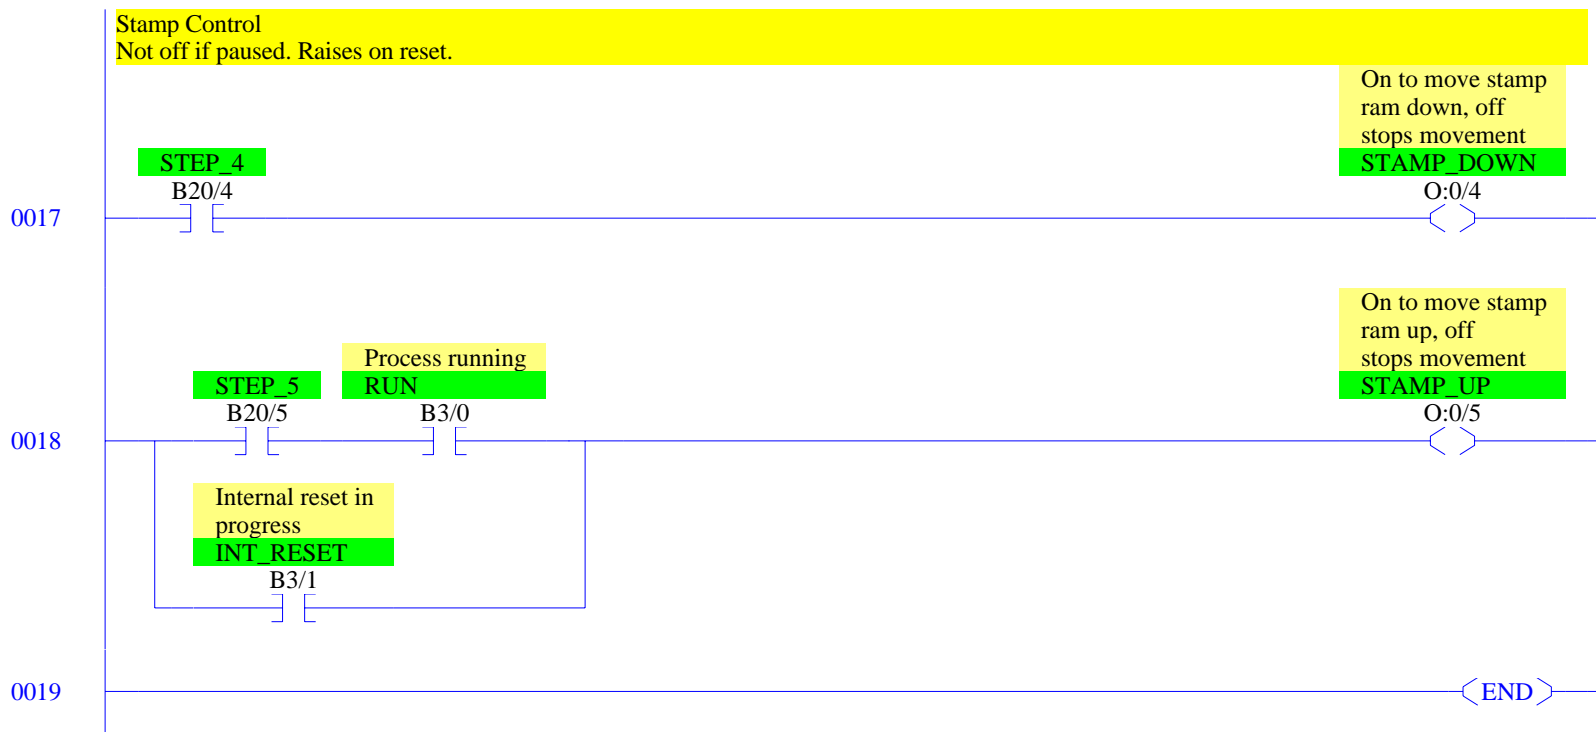 Stamp Control
Not off if paused. Raises on reset.
On to move stamp
ram down, off
stops movement
STEP_4
STAMP_DOWN
B20/4
O:0/4
0017
On to move stamp
ram up, off
stops movement
Process running
STEP_5
RUN
STAMP_UP
B20/5
B3/0
O:0/5
0018
Internal reset in
progress
INT_RESET
B3/1
0019
END